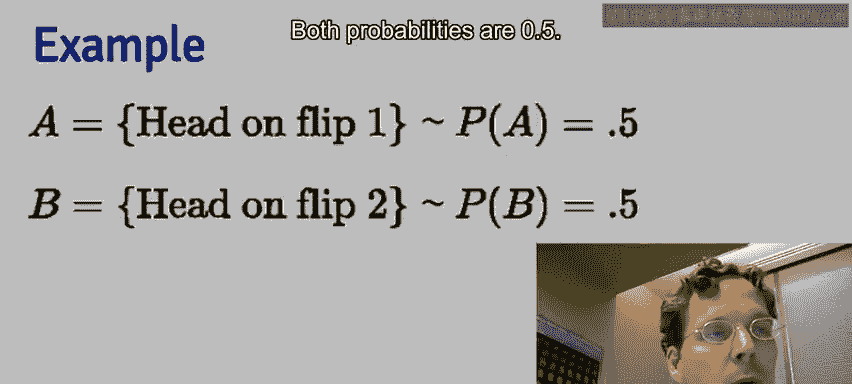 Both probabilities are 0.5.
Example
A = {Head on flip 1} ~ P(A) = .5
B = {Head on flip 2} ~ P(B) = .5